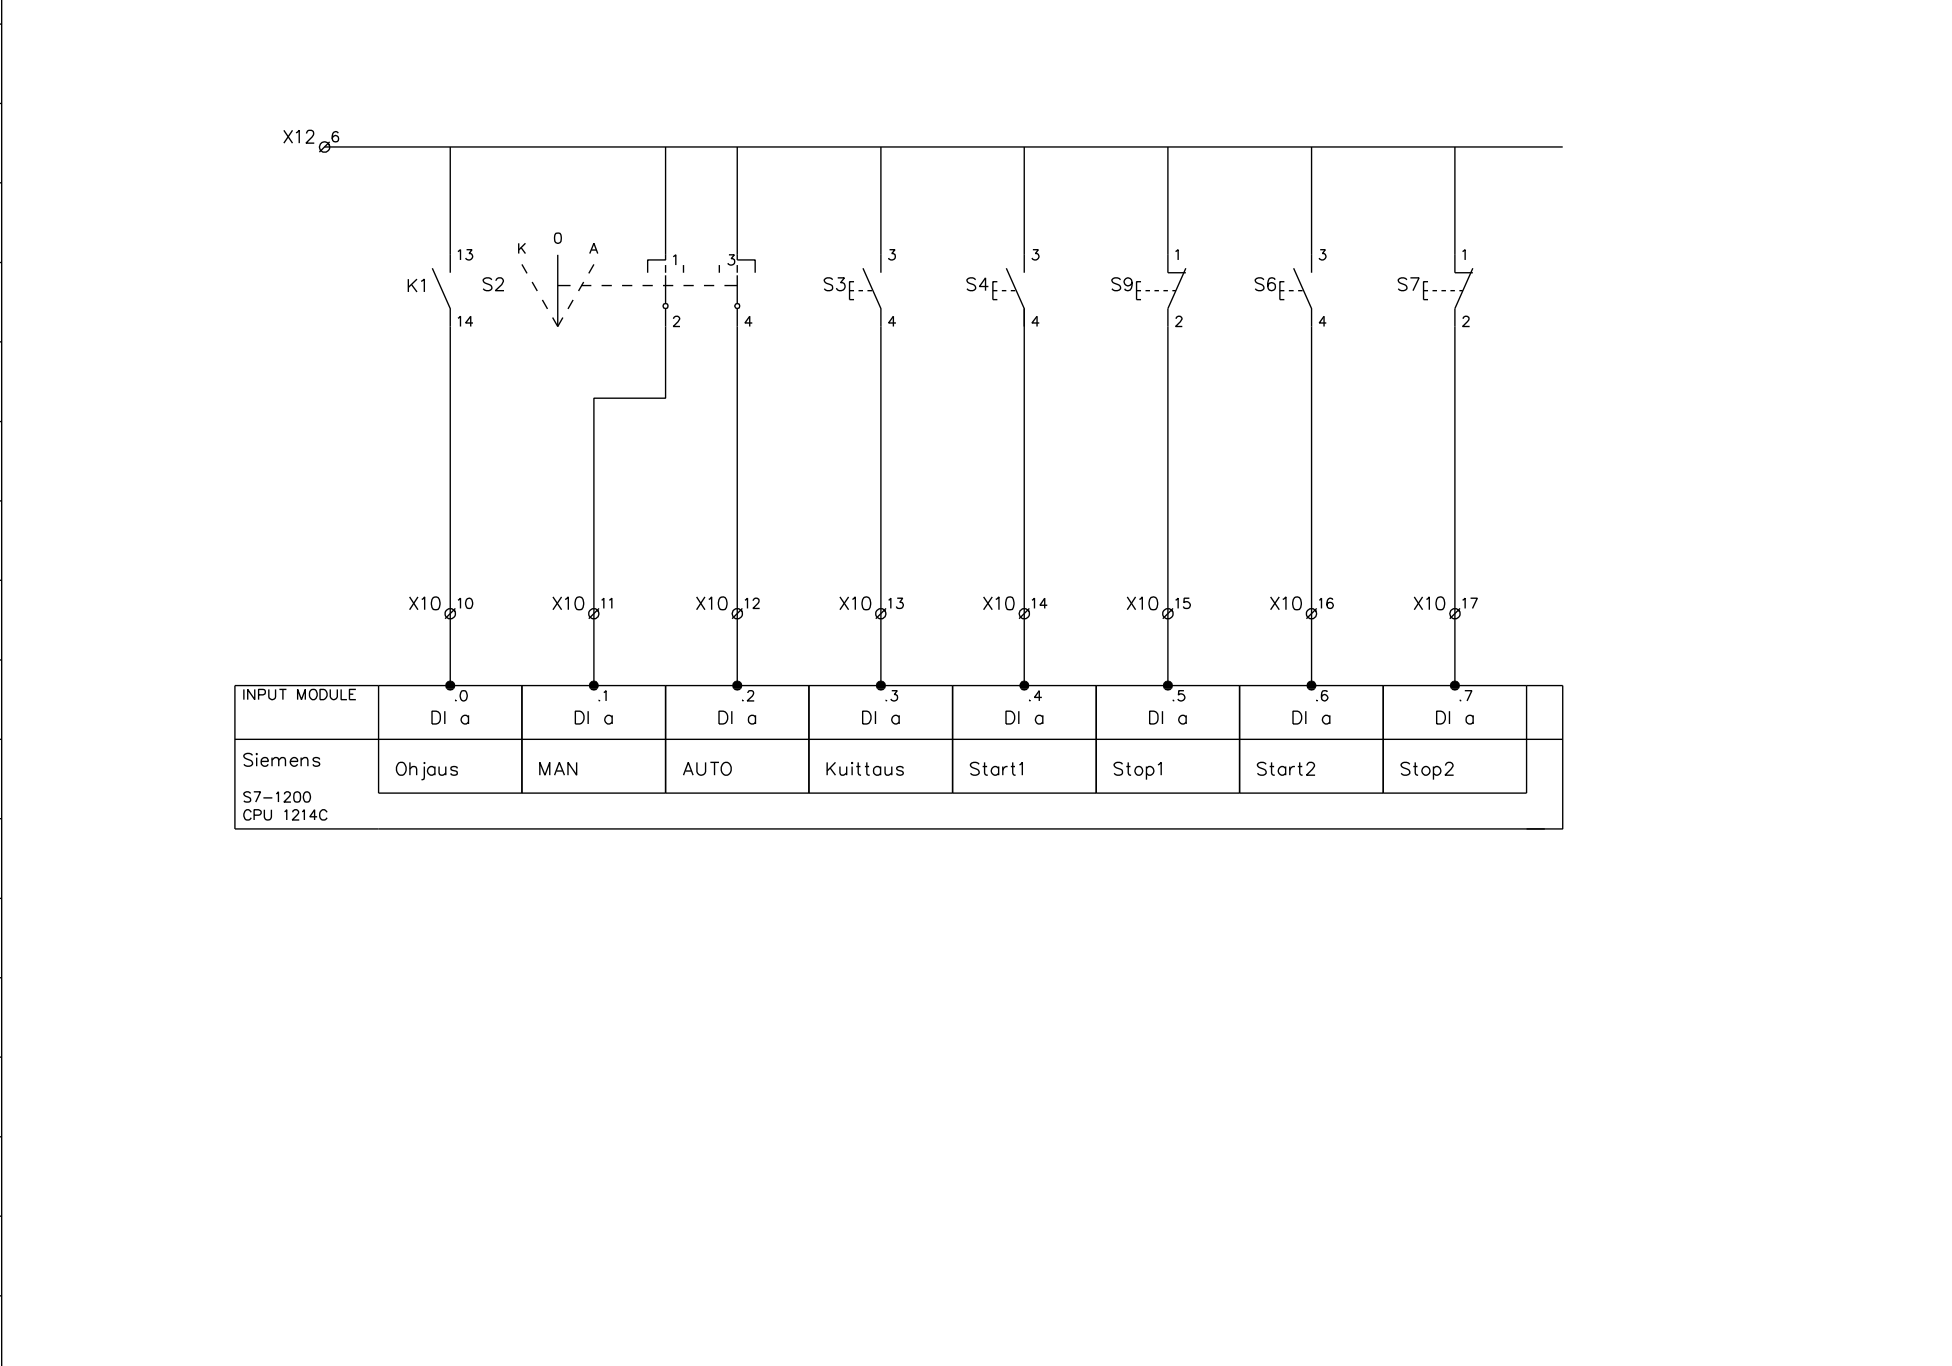 X12 6
13 K 0 A 1 3 3 3 1 3 1
K1 S2 S3 S4 S9 S6 S7
14 2 4 4 4 2 4 2
X10 10 X10 11 X10 12 X10 13 X10 14 X10 15 X10 16 X10 17
INPUT MODULE .0 .1 .2 .3 .4 .5 .6 .7
DI a DI a DI a DI a DI a DI a DI a DI a
Siemens Ohjaus MAN AUTO Kuittaus Start1 Stop1 Start2 Stop2
S7-1200
CPU 1214C